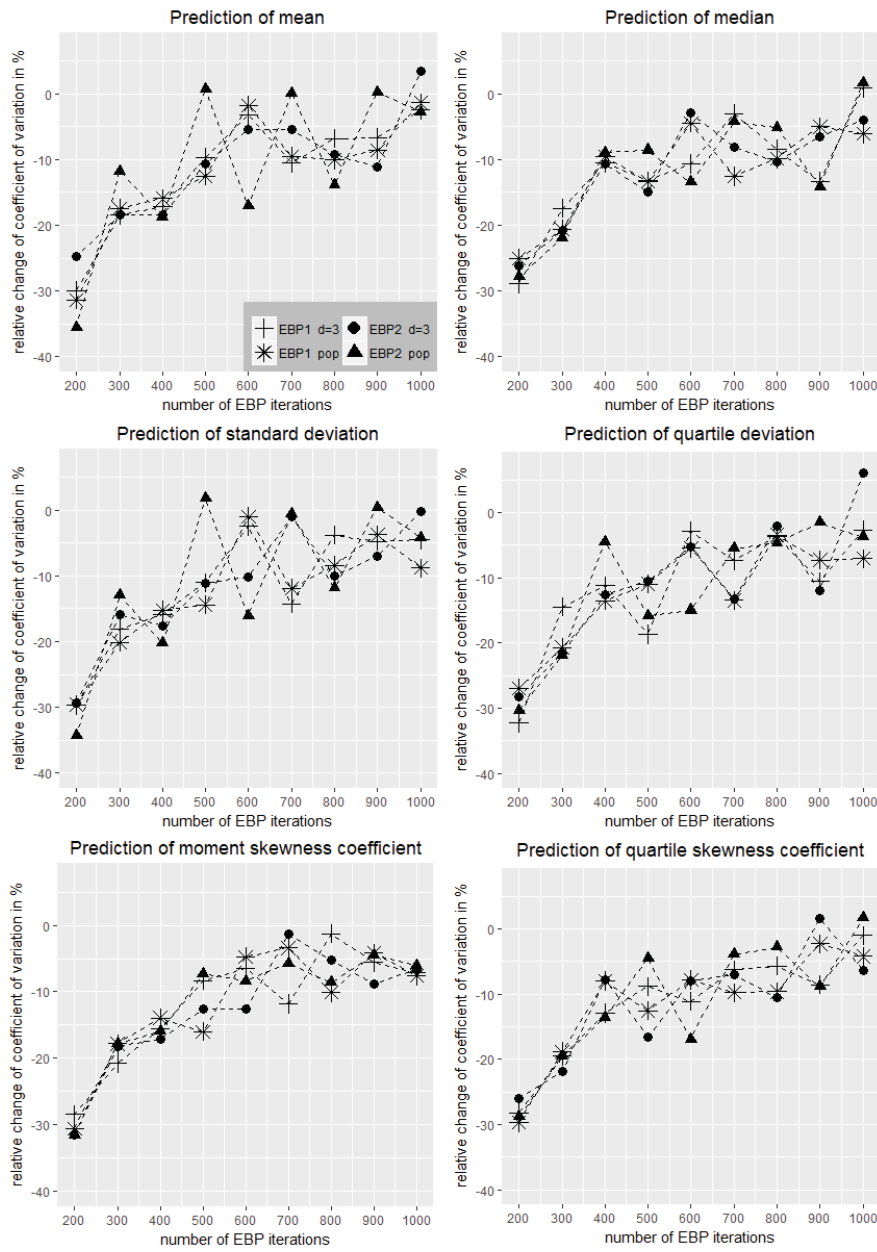 Prediction of mean
relative change of coefficient of variation in %
0
-10
-20
-30
-40
EBP1 d=3
EBP2 d=3
EBP1 pop
EBP2 pop
200 300 400 500 600 700 800 900 1000
number of EBP iterations
Prediction of median
relative change of coefficient of variation in %
0
-10
-20
-30
-40
200 300 400 500 600 700 800 900 1000
number of EBP iterations
Prediction of standard deviation
relative change of coefficient of variation in %
0
-10
-20
-30
-40
200 300 400 500 600 700 800 900 1000
number of EBP iterations
Prediction of quartile deviation
relative change of coefficient of variation in %
0
-10
-20
-30
-40
200 300 400 500 600 700 800 900 1000
number of EBP iterations
Prediction of moment skewness coefficient
relative change of coefficient of variation in %
0
-10
-20
-30
-40
200 300 400 500 600 700 800 900 1000
number of EBP iterations
Prediction of quartile skewness coefficient
relative change of coefficient of variation in %
0
-10
-20
-30
-40
200 300 400 500 600 700 800 900 1000
number of EBP iterations